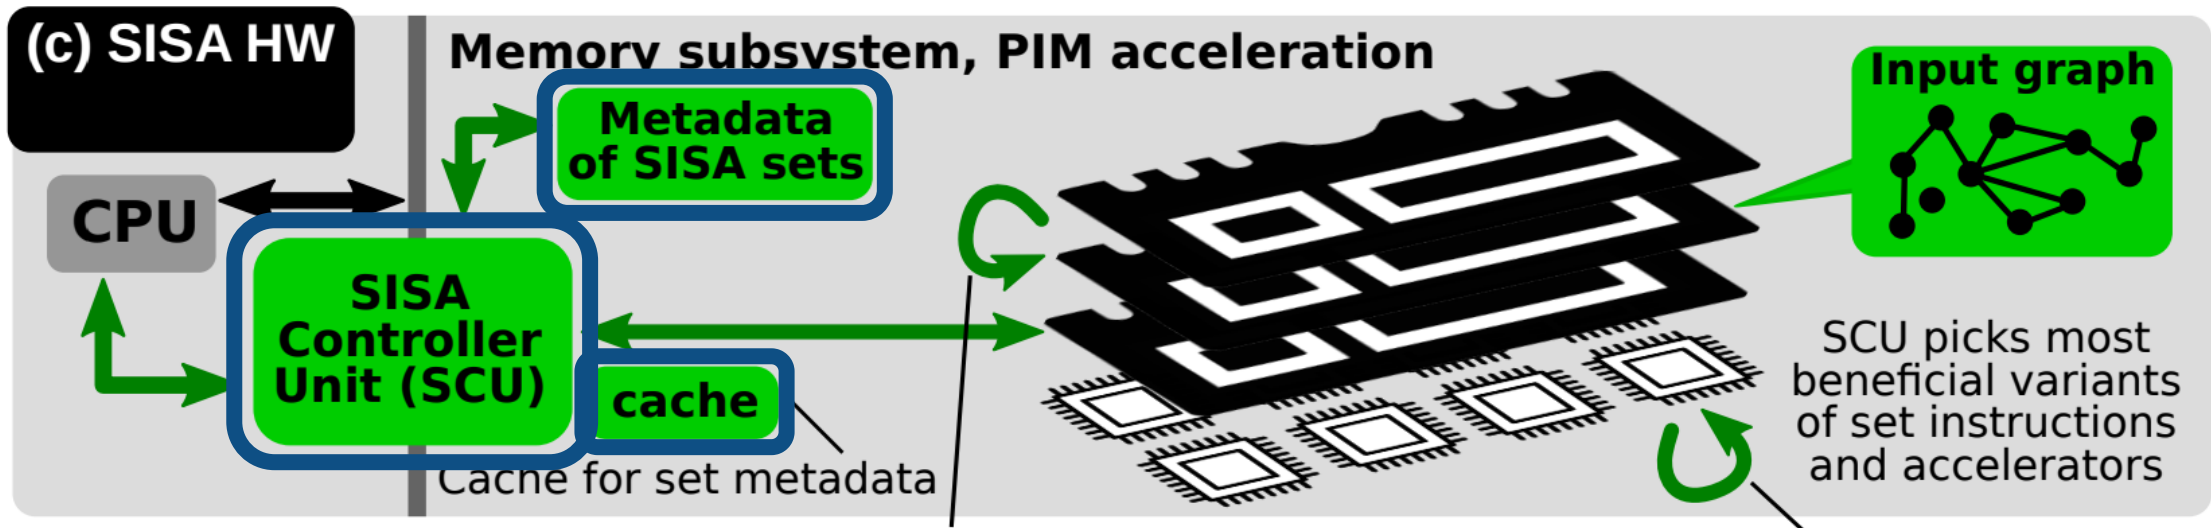 (c) SISA HW
Memory subsystem, PIM acceleration
Metadata
of SISA sets
Input graph
CPU
SISA
Controller
Unit (SCU)
cache
Cache for set metadata
SCU picks most
beneficial variants
of set instructions
and accelerators